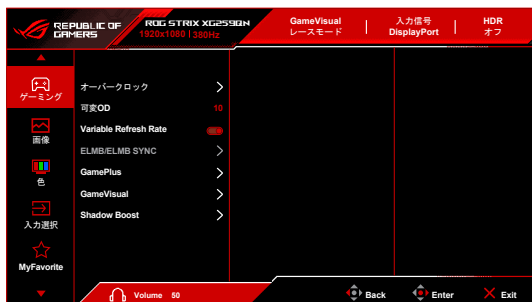 REPUBLIC OF
GAMERS
ROG STRIX XG259QN
1920x1080 | 380Hz
GameVisual
レースモード
入力信号
DisplayPort
HDR
オフ
ゲーミング
画像
色
入力選択
MyFavorite
オーバークロック
可変OD 10
Variable Refresh Rate
ELMB/ELMB SYNC
GamePlus
GameVisual
Shadow Boost
Volume 50
Back
Enter
Exit